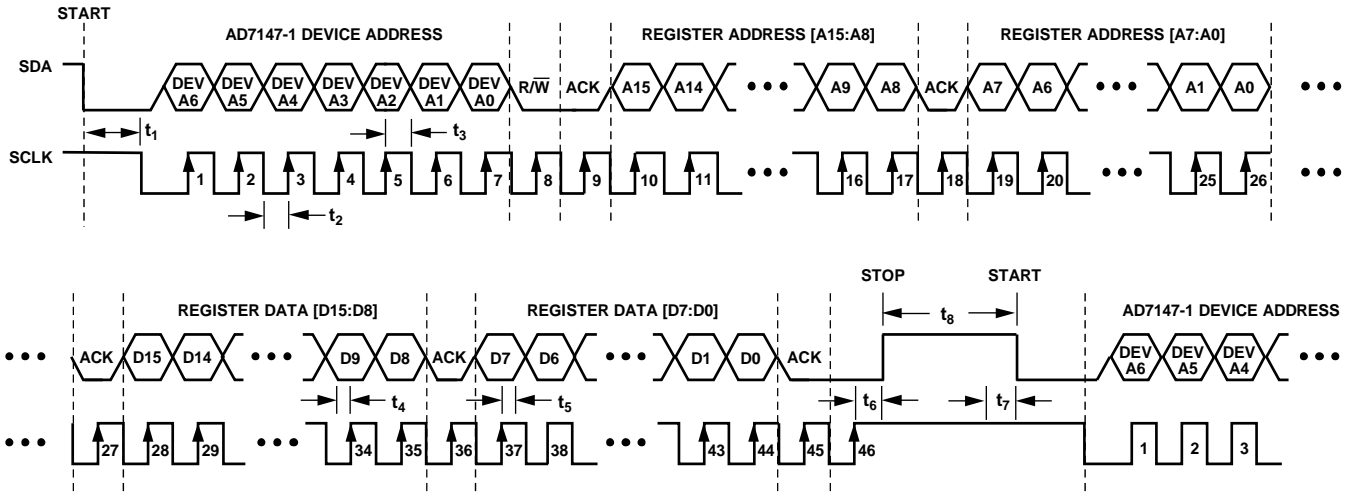 START
AD7147-1 DEVICE ADDRESS REGISTER ADDRESS [A15:A8] REGISTER ADDRESS [A7:A0]
SDA DEV A6 DEV A5 DEV A4 DEV A3 DEV A2 DEV A1 DEV A0 R/W̅ ACK A15 A14 A9 A8 ACK A7 A6 A1 A0
t1 t3
SCLK 1 2 3 4 5 6 7 8 9 10 11 16 17 18 19 20 25 26
t2
STOP START
REGISTER DATA [D15:D8] REGISTER DATA [D7:D0] t8 AD7147-1 DEVICE ADDRESS
ACK D15 D14 D9 D8 ACK D7 D6 D1 D0 ACK DEV A6 DEV A5 DEV A4
t4 t5 t6 t7
27 28 29 34 35 36 37 38 43 44 45 46 1 2 3